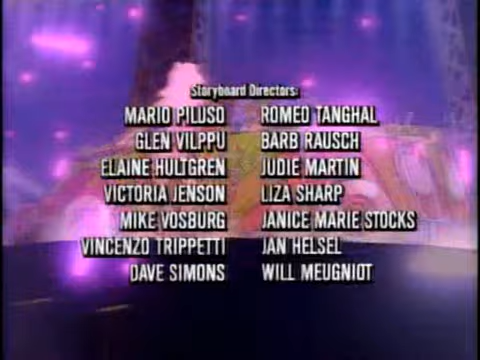 Storyboard Directors:
MARIO PILUSO ROMEO TANGHAL
GLEN VILPPU BARB RAUSCH
ELAINE HULTGREN JUDIE MARTIN
VICTORIA JENSON LIZA SHARP
MIKE VOSBURG JANICE MARIE STOCKS
VINCENZO TRIPPETTI JAN HELSEL
DAVE SIMONS WILL MEUGNIOT